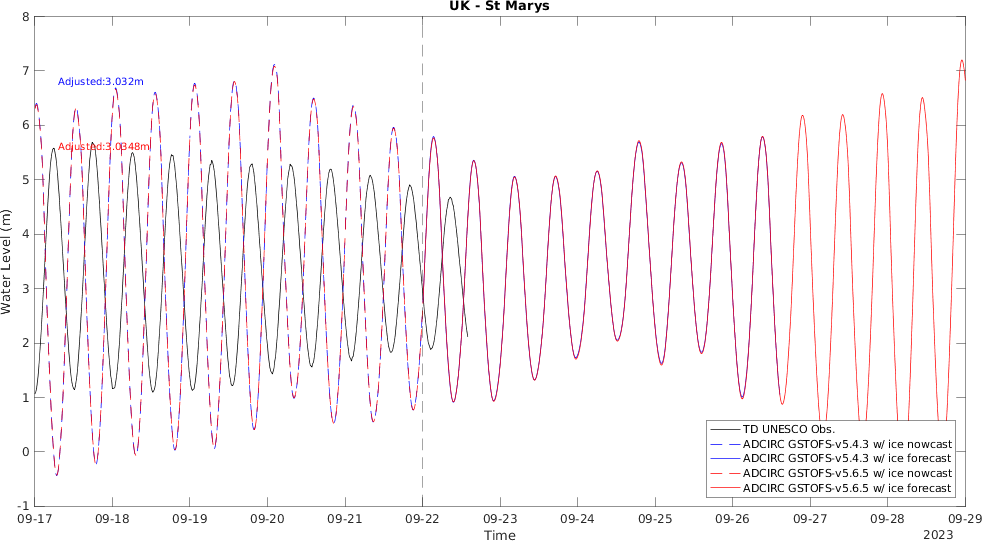 UK - St Marys
8
7
6
5
4
3
2
1
0
-1
Water Level (m)
Adjusted:3.032m
Adjusted:3.0348m
TD UNESCO Obs.
ADCIRC GSTOFS-v5.4.3 w/ ice nowcast
ADCIRC GSTOFS-v5.4.3 w/ ice forecast
ADCIRC GSTOFS-v5.6.5 w/ ice nowcast
ADCIRC GSTOFS-v5.6.5 w/ ice forecast
09-17 09-18 09-19 09-20 09-21 09-22 09-23 09-24 09-25 09-26 09-27 09-28 09-29
Time
2023